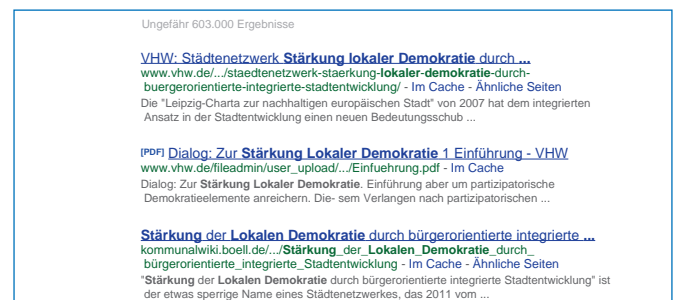 Ungefähr 603.000 Ergebnisse
VHW: Städtenetzwerk Stärkung lokaler Demokratie durch ...
www.vhw.de/.../staedtenetzwerk-staerkung-lokaler-demokratie-durch-
buergerorientierte-integrierte-stadtentwicklung/ - Im Cache - Ähnliche Seiten
Die "Leipzig-Charta zur nachhaltigen europäischen Stadt" von 2007 hat dem integrierten
Ansatz in der Stadtentwicklung einen neuen Bedeutungsschub ...
[PDF] Dialog: Zur Stärkung Lokaler Demokratie 1 Einführung - VHW
www.vhw.de/fileadmin/user_upload/.../Einfuehrung.pdf - Im Cache
Dialog: Zur Stärkung Lokaler Demokratie. Einführung aber um partizipatorische
Demokratieelemente anreichern. Die- sem Verlangen nach partizipatorischen ...
Stärkung der Lokalen Demokratie durch bürgerorientierte integrierte ...
kommunalwiki.boell.de/.../Stärkung_der_Lokalen_Demokratie_durch_
bürgerorientierte_integrierte_Stadtentwicklung - Im Cache - Ähnliche Seiten
"Stärkung der Lokalen Demokratie durch bürgerorientierte integrierte Stadtentwicklung" ist
der etwas sperrige Name eines Städtenetzwerkes, das 2011 vom ...